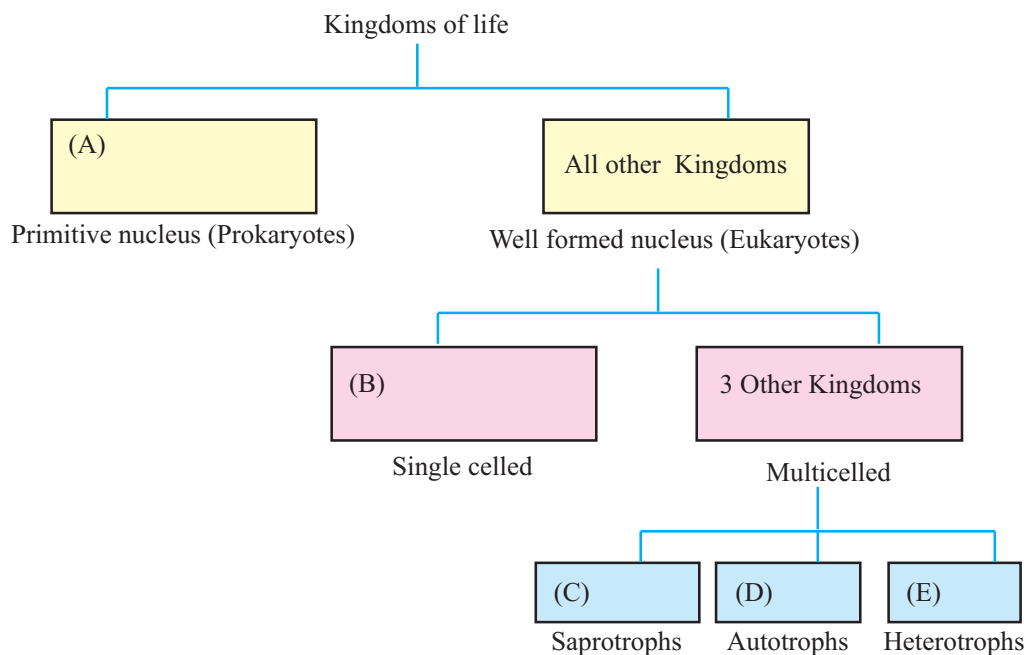 Kingdoms of life
(A)
All other Kingdoms
Primitive nucleus (Prokaryotes)
Well formed nucleus (Eukaryotes)
(B)
3 Other Kingdoms
Single celled
Multicelled
(C)
(D)
(E)
Saprotrophs
Autotrophs
Heterotrophs